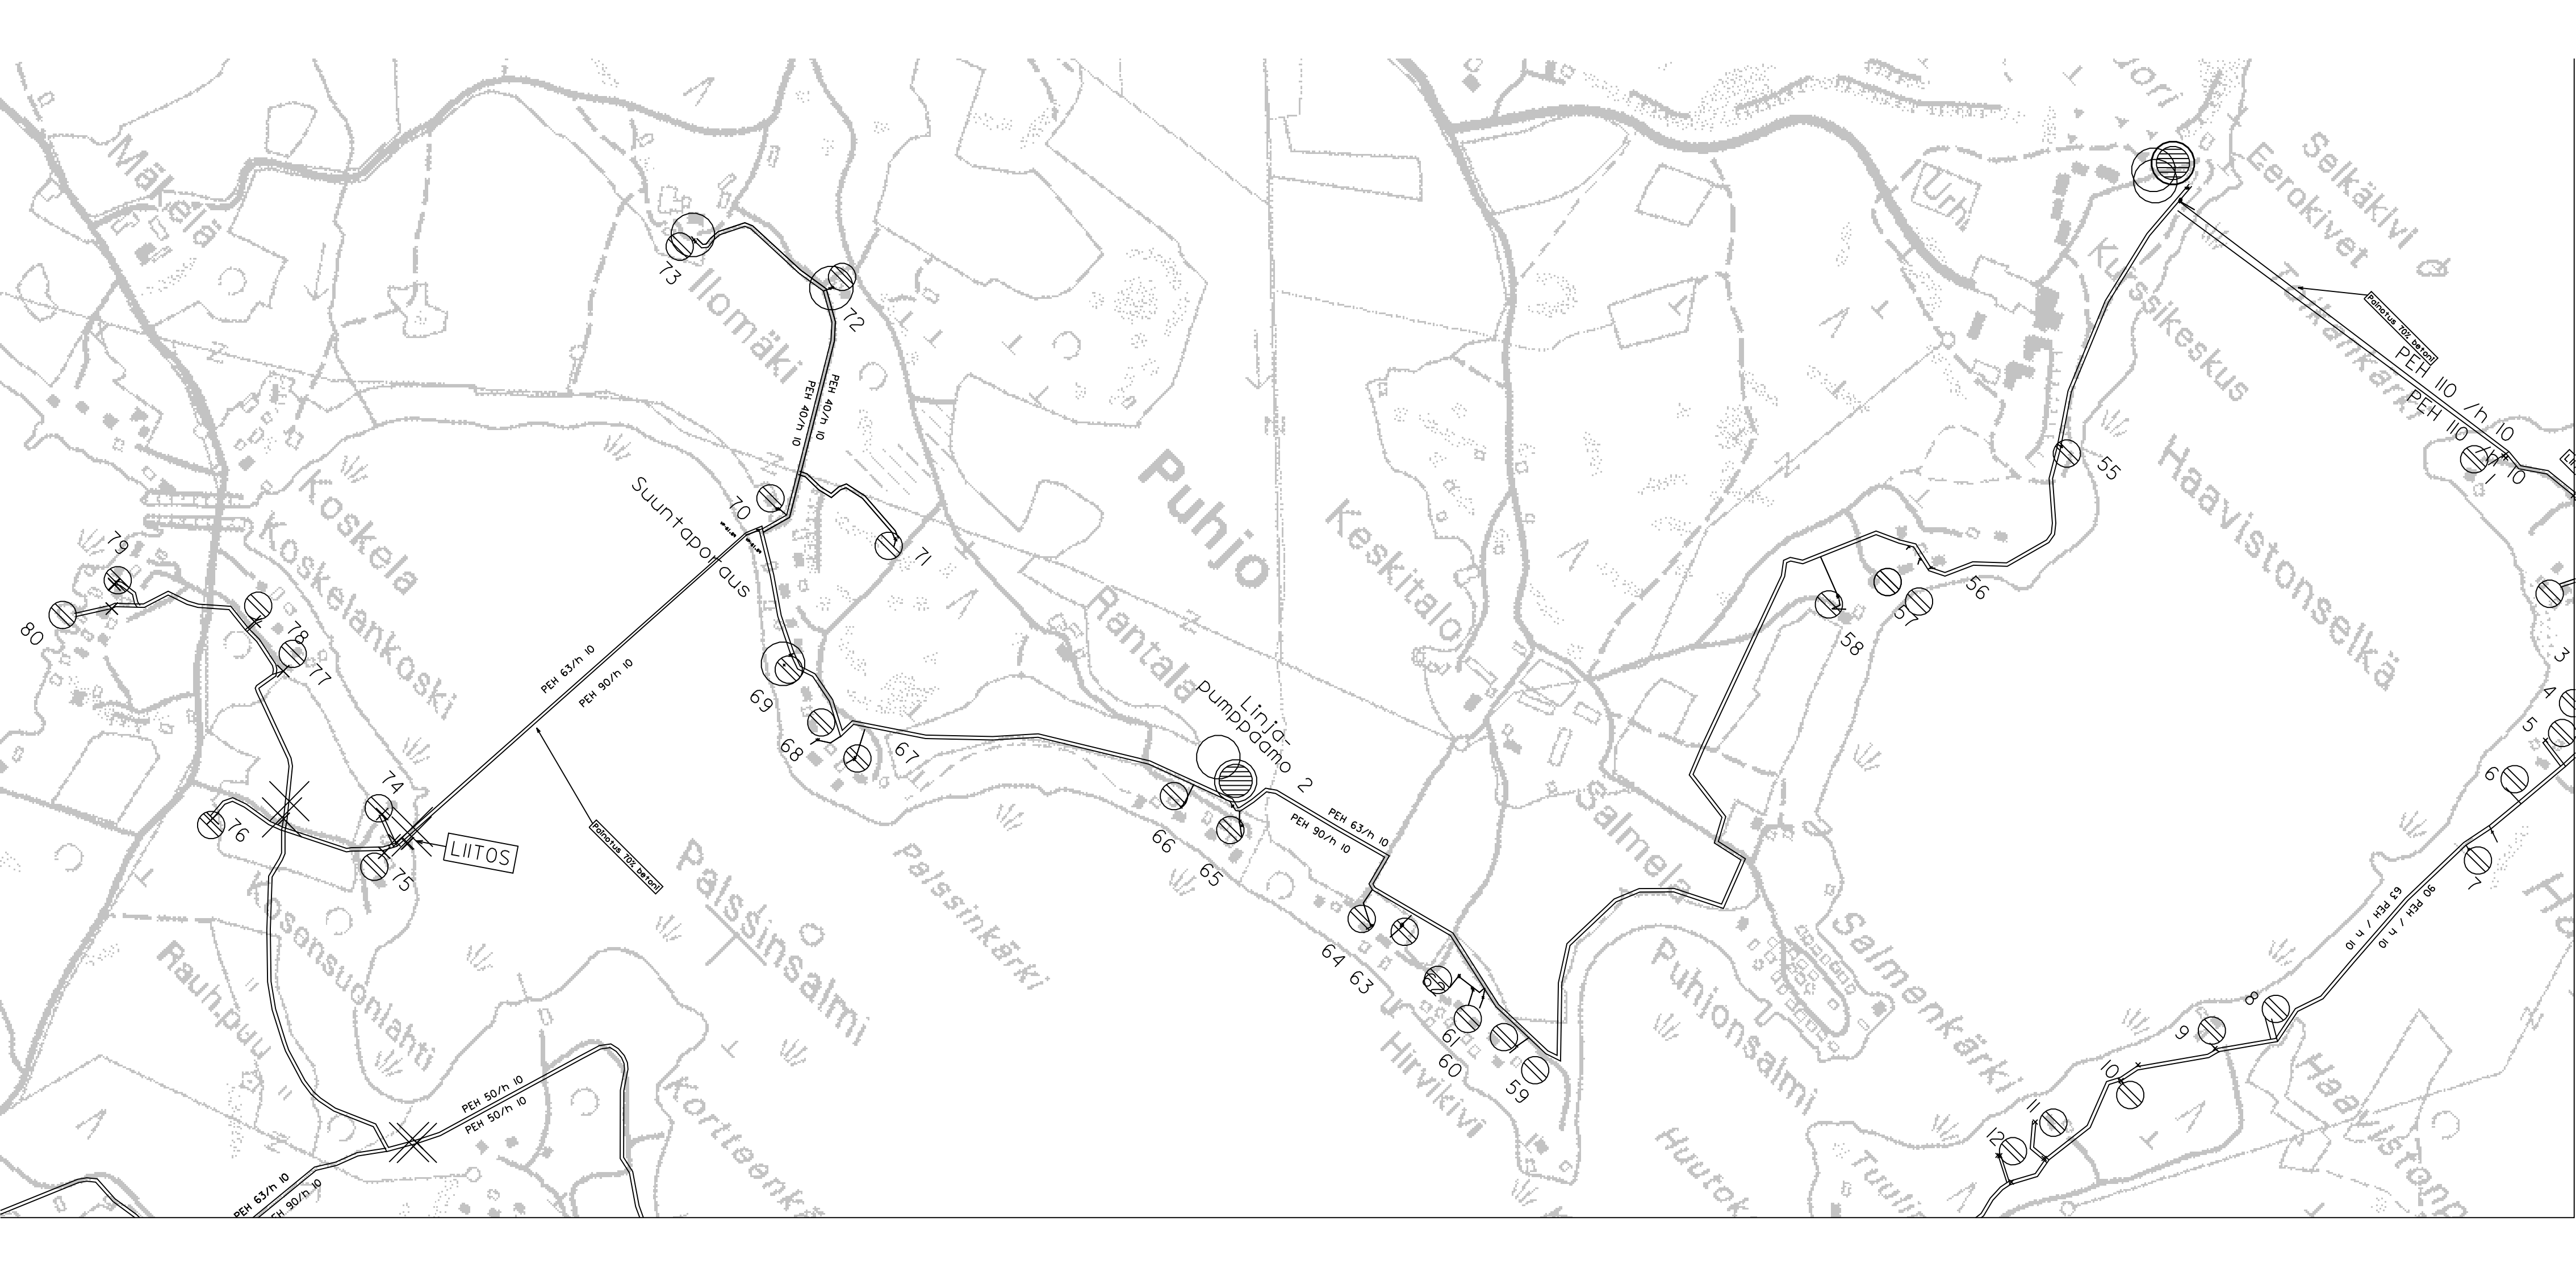 Mäkelä
Urh
Selkäkivi
Eerokivet
Kurssikeskus
73
Ilomäki
72
Painotus 70% betoni
PEH 110 /h 10
PEH 110 /h 10
PEH 40/h 10
PEH 40/h 10
Suuntaporaus
70
71
Puhjo
Keskitalo
Haavistonselkä
55
1
56
57
58
3
4
5
6
7
Koskela
Koskelankoski
79
80
78
77
PEH 63/h 10
PEH 90/h 10
69
68
67
Rantala
Linja-
pumppaamo 2
PEH 63/h 10
PEH 90/h 10
66
65
Salmela
74
75
76
LIITOS
Painotus 70% betoni
Palssinsalmi
Palssinkärki
64
63
62
61
60
59
Hirvikivi
Puhjonsalmi
Salmenkärki
63 PEH / h 10
90 PEH / h 10
8
9
10
11
12
Rauh.puu
PEH 50/h 10
PEH 50/h 10
PEH 63/h 10
PEH 90/h 10